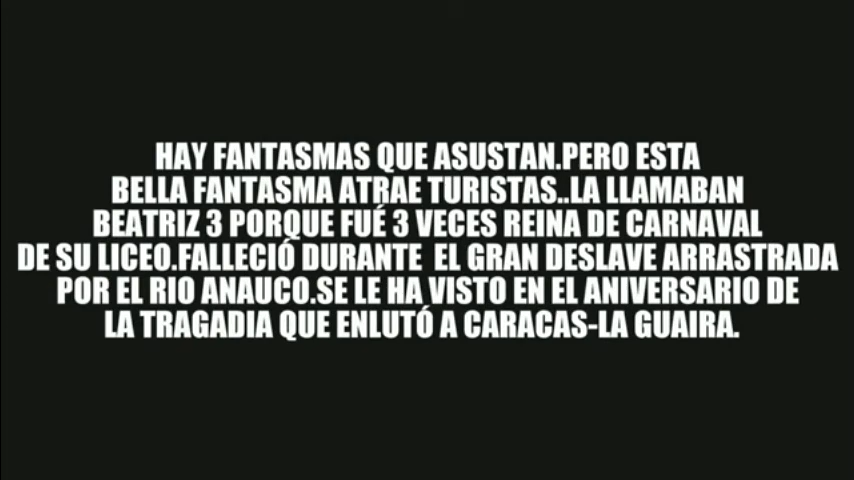 HAY FANTASMAS QUE ASUSTAN.PERO ESTA
BELLA FANTASMA ATRAE TURISTAS..LA LLAMABAN
BEATRIZ 3 PORQUE FUÉ 3 VECES REINA DE CARNAVAL
DE SU LICEO.FALLECIÓ DURANTE  EL GRAN DESLAVE ARRASTRADA
POR EL RIO ANAUCO.SE LE HA VISTO EN EL ANIVERSARIO DE
LA TRAGADIA QUE ENLUTÓ A CARACAS-LA GUAIRA.